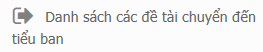 Danh sách các đề tài chuyển đến
tiểu ban